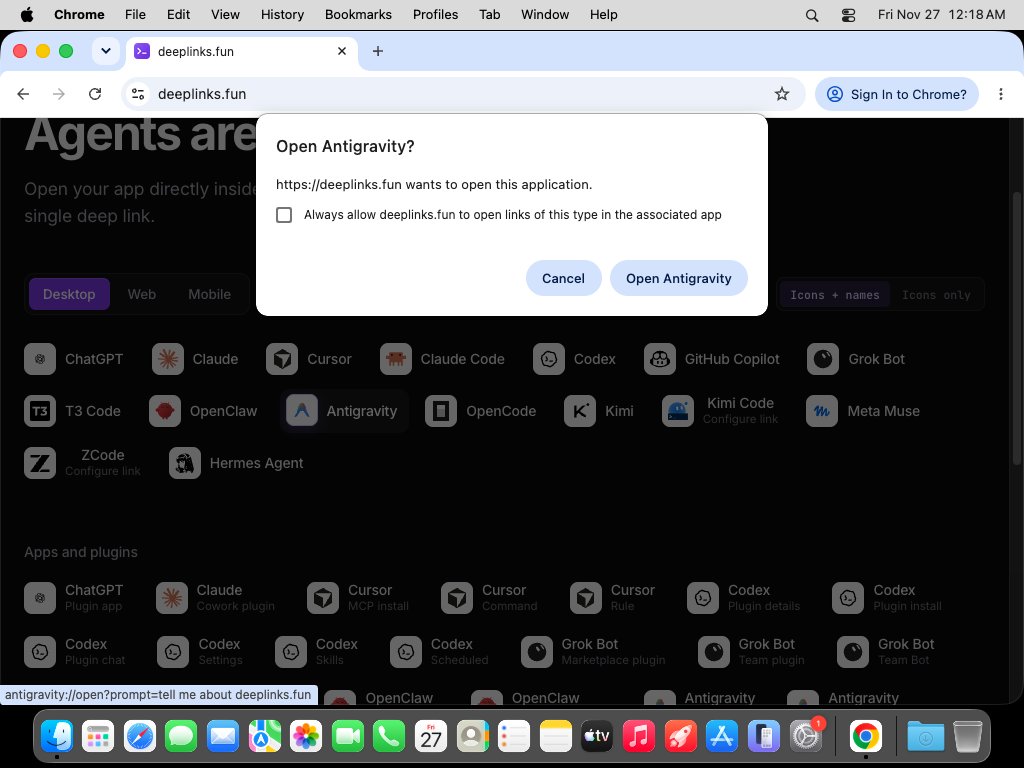 Chrome File Edit View History Bookmarks Profiles Tab Window Help Fri Nov 27 12:18 AM
deeplinks.fun
deeplinks.fun Sign In to Chrome?
Agents are
Open your app directly inside
single deep link.
Open Antigravity?
https://deeplinks.fun wants to open this application.
Always allow deeplinks.fun to open links of this type in the associated app
Cancel Open Antigravity
Desktop Web Mobile Icons + names Icons only
ChatGPT Claude Cursor Claude Code Codex GitHub Copilot Grok Bot
T3 T3 Code OpenClaw Antigravity OpenCode Kimi Kimi Code Meta Muse
Configure link
ZCode Hermes Agent
Configure link
Apps and plugins
ChatGPT Claude Cursor Cursor Cursor Codex Codex
Plugin app Cowork plugin MCP install Command Rule Plugin details Plugin install
Codex Codex Codex Codex Grok Bot Grok Bot Grok Bot
Plugin chat Settings Skills Scheduled Marketplace plugin Team plugin Team Bot
OpenClaw OpenClaw Antigravity Antigravity
antigravity://open?prompt=tell me about deeplinks.fun
Fri
27
tv
1